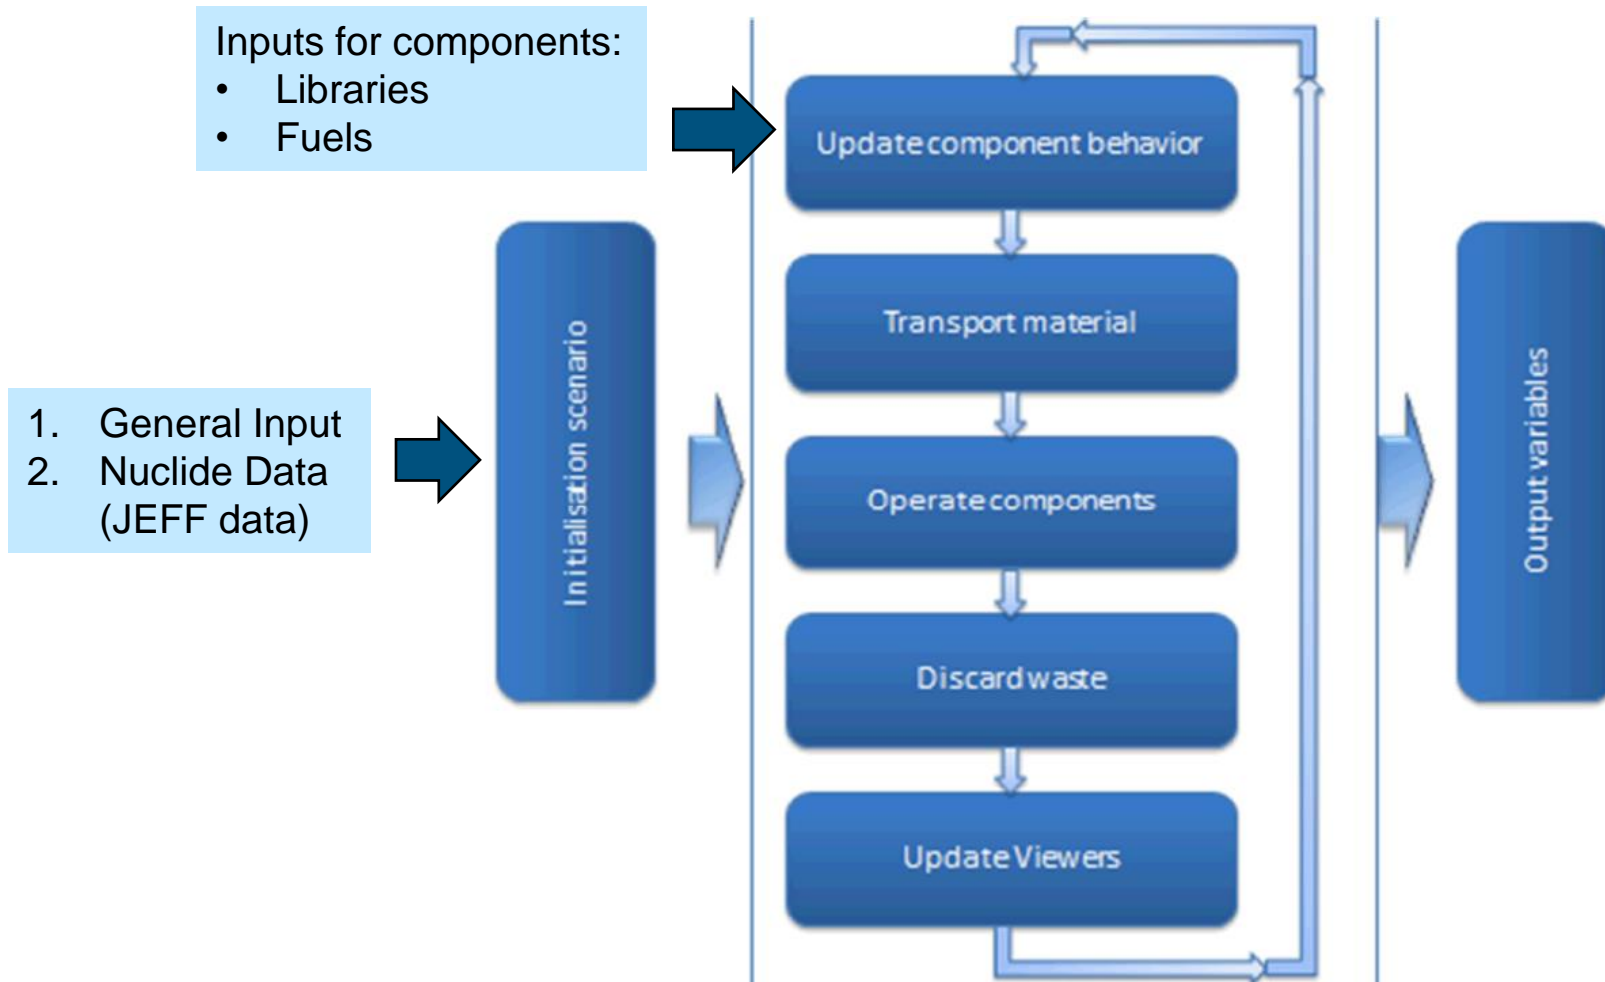 Inputs for components:
• Libraries
• Fuels
1. General Input
2. Nuclide Data
(JEFF data)
Initialisation scenario
Update component behavior
Transport material
Operate components
Discard waste
Update Viewers
Output variables